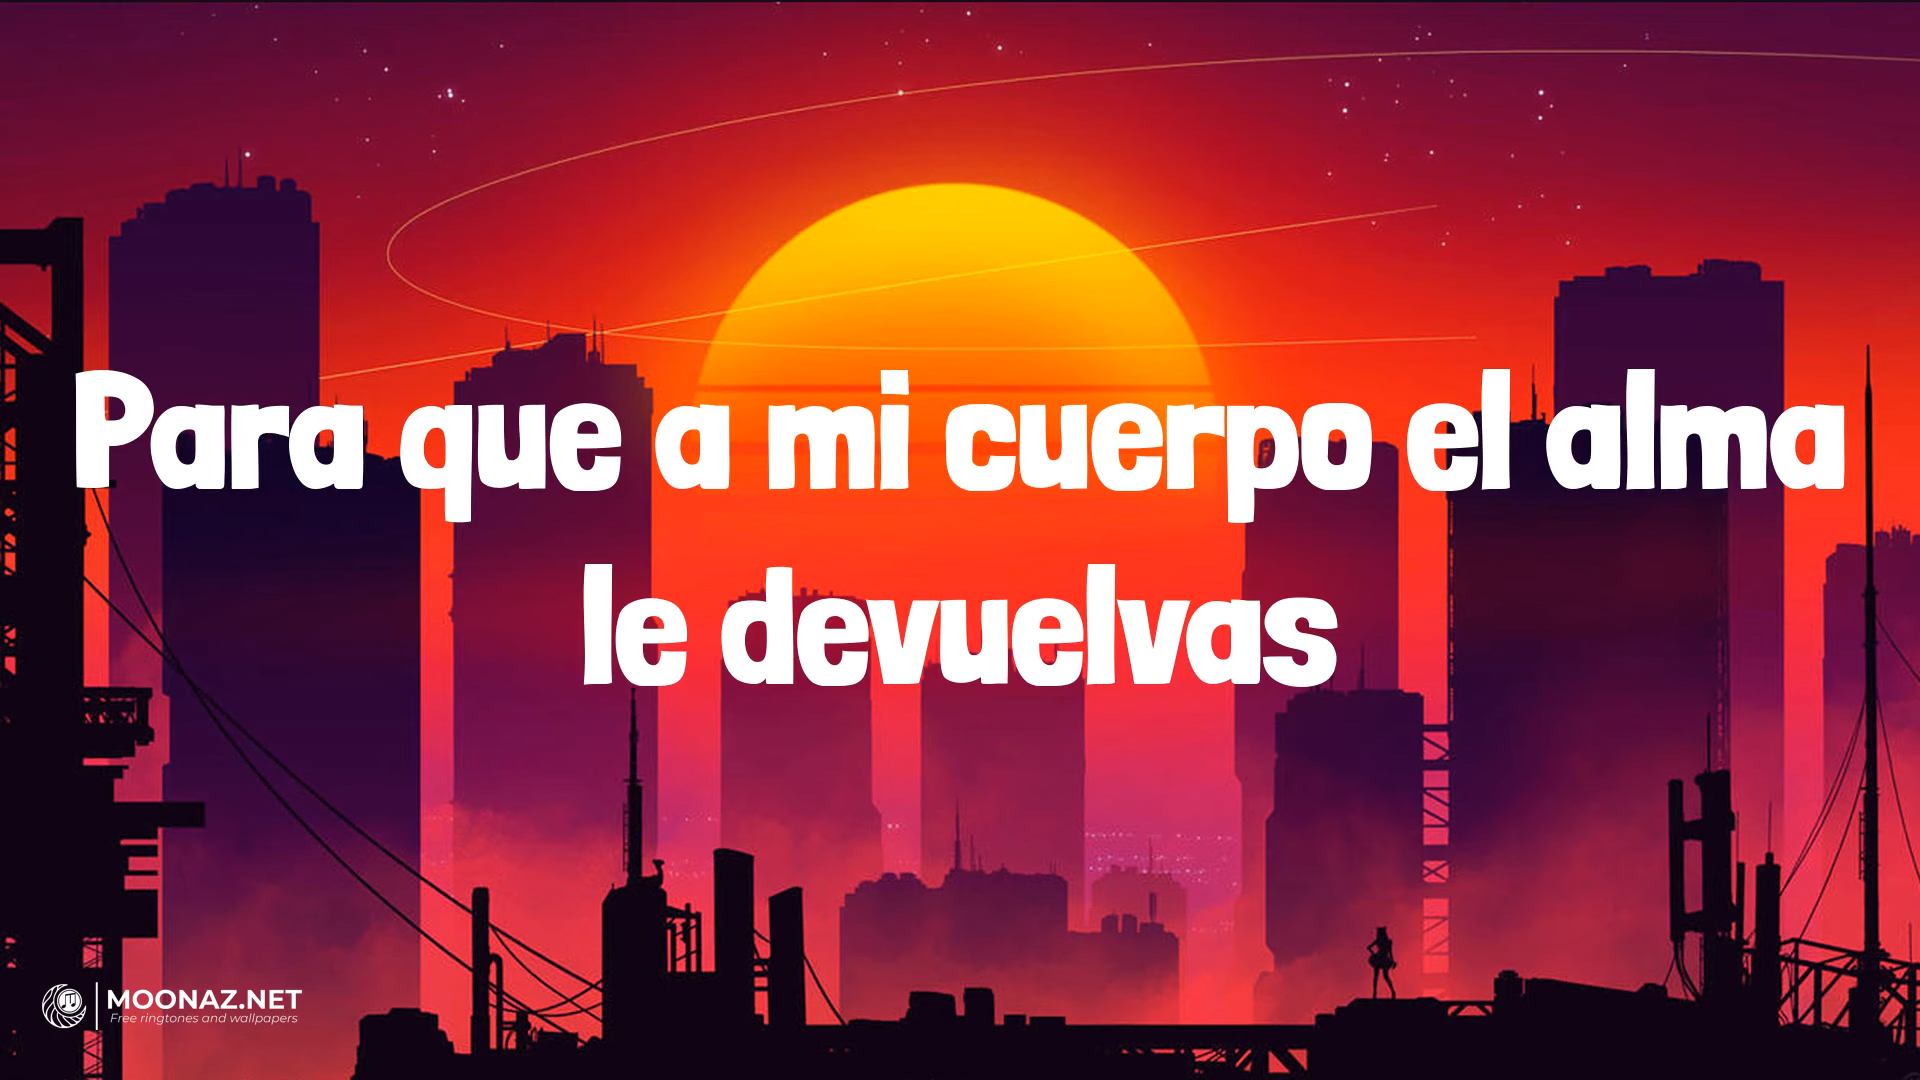 Para que a mi cuerpo el alma
le devuelvas
MOONAZ.NET
Free ringtones and wallpapers